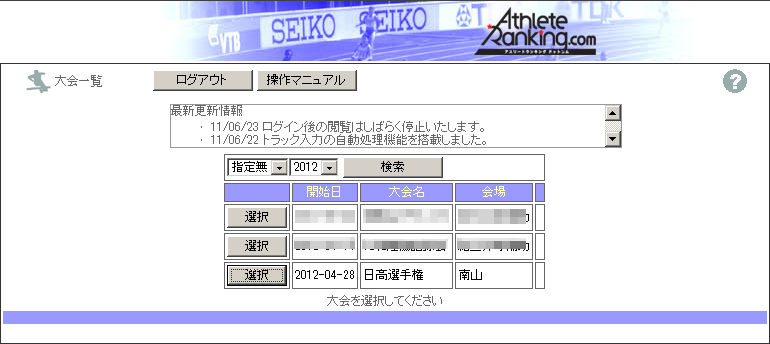 VTB SEIKO SEIKO
Athlete
Ranking.com
アスリートランキング ドットコム
大会一覧 ログアウト 操作マニュアル ?
最新更新情報
・ 11/06/23 ログイン後の閲覧はしばらく停止いたします。
・ 11/06/22 トラック入力の自動処理機能を搭載しました。
指定無 2012 検索
開始日 大会名 会場
選択
選択
選択 2012-04-28 日高選手権 南山
大会を選択してください